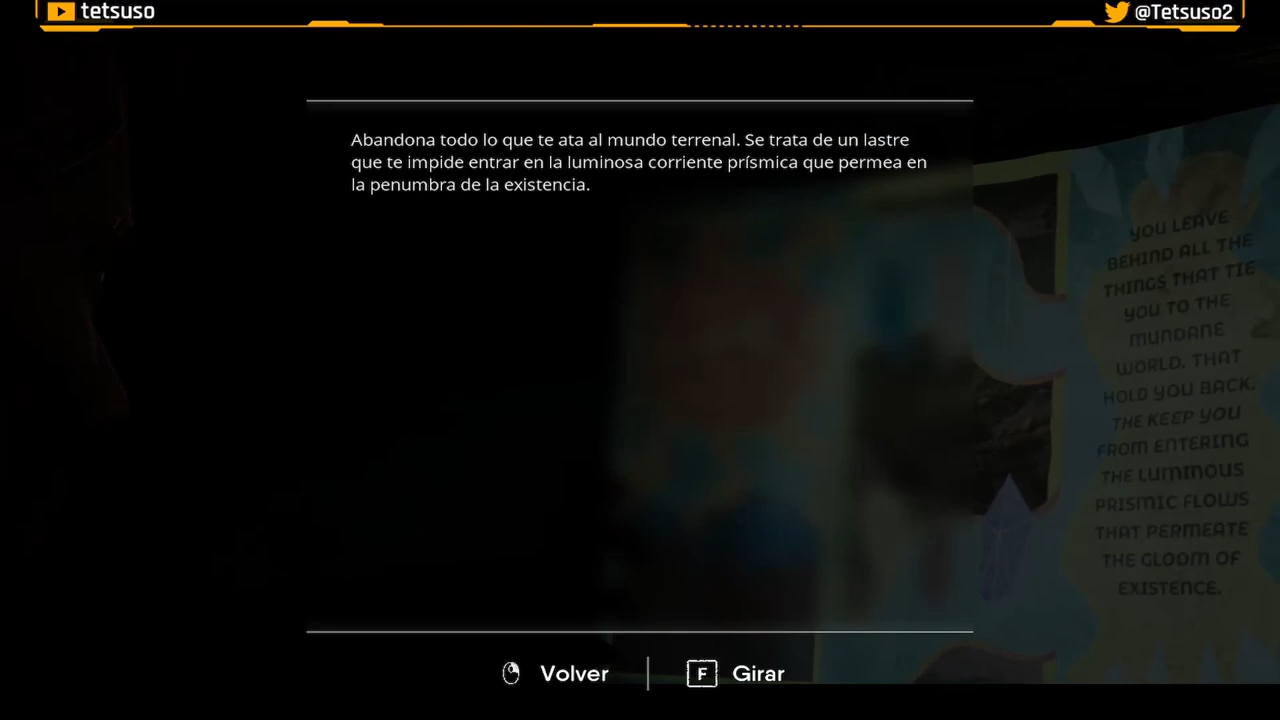 tetsuso
@Tetsuso2
Abandona todo lo que te ata al mundo terrenal. Se trata de un lastre
que te impide entrar en la luminosa corriente prísmica que permea en
la penumbra de la existencia.
YOU LEAVE
BEHIND ALL THE
THINGS THAT TIE
YOU TO THE
MUNDANE
WORLD. THAT
HOLD YOU BACK.
THE KEEP YOU
FROM ENTERING
THE LUMINOUS
PRISMIC FLOWS
THAT PERMEATE
THE GLOOM OF
EXISTENCE.
Volver
F Girar